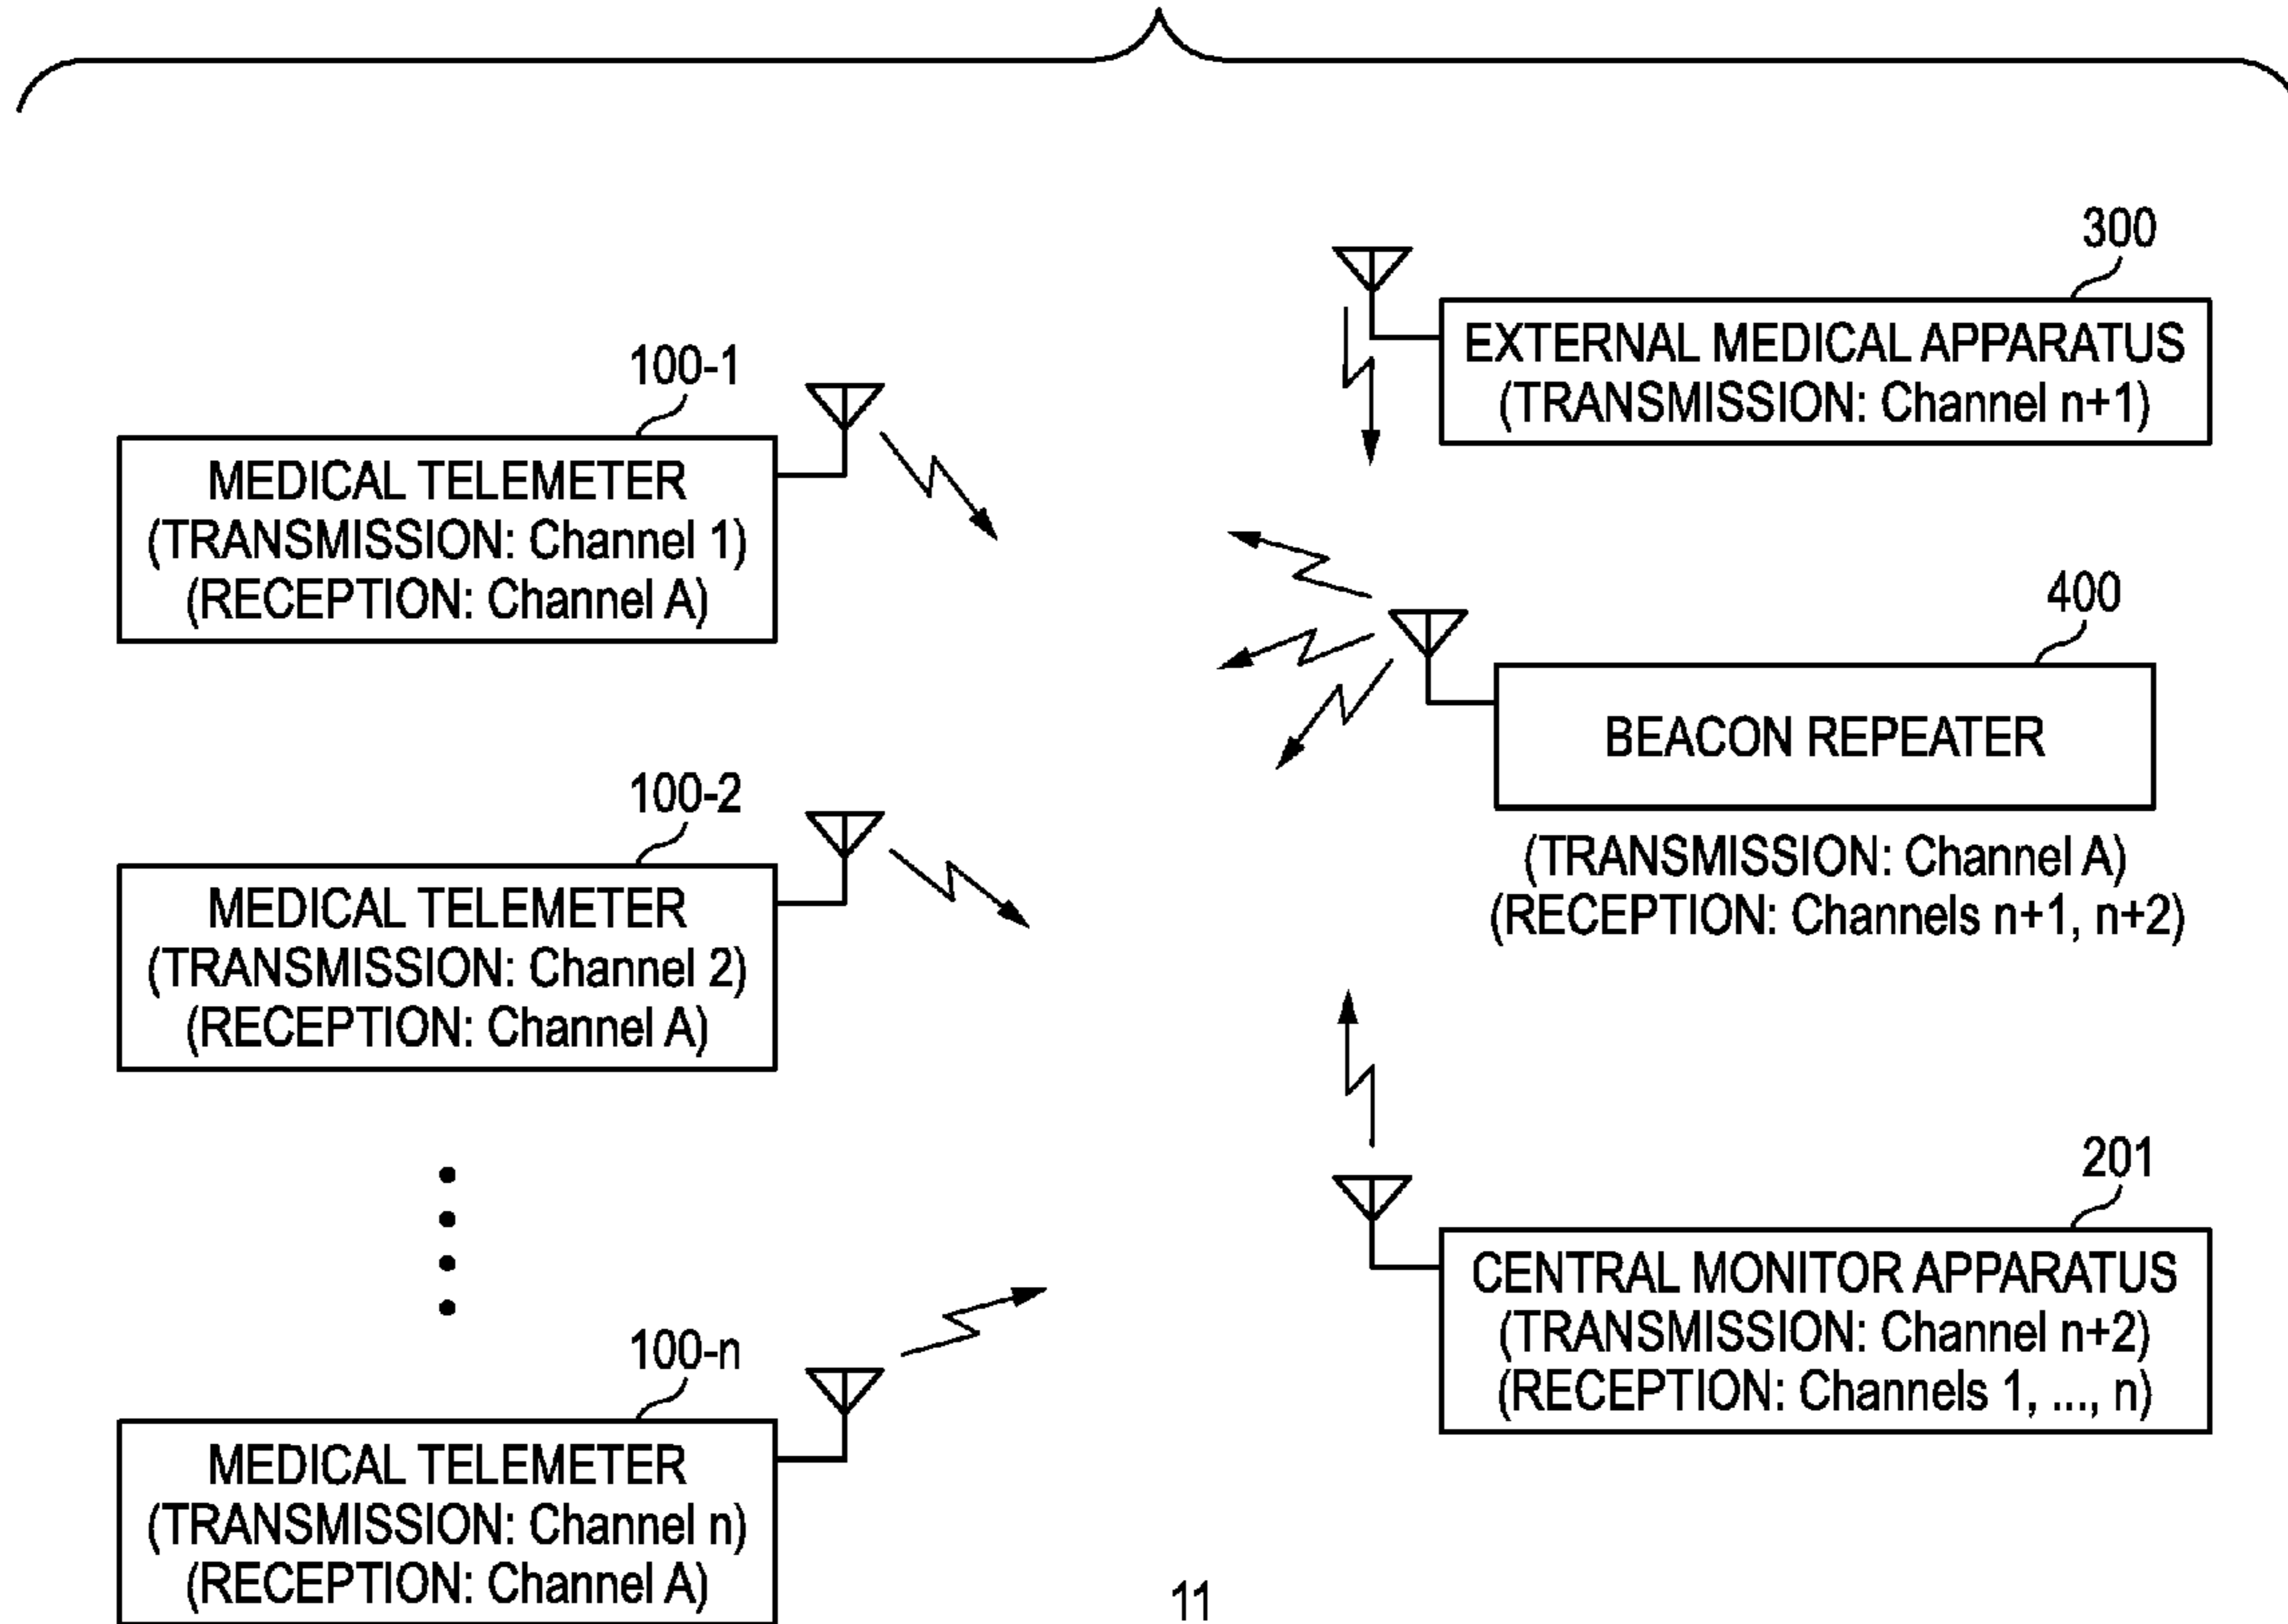 100-1
MEDICAL TELEMETER
(TRANSMISSION: Channel 1)
(RECEPTION: Channel A)
100-2
MEDICAL TELEMETER
(TRANSMISSION: Channel 2)
(RECEPTION: Channel A)
100-n
MEDICAL TELEMETER
(TRANSMISSION: Channel n)
(RECEPTION: Channel A)
300
EXTERNAL MEDICAL APPARATUS
(TRANSMISSION: Channel n+1)
400
BEACON REPEATER
(TRANSMISSION: Channel A)
(RECEPTION: Channels n+1, n+2)
201
CENTRAL MONITOR APPARATUS
(TRANSMISSION: Channel n+2)
(RECEPTION: Channels 1, ..., n)
11